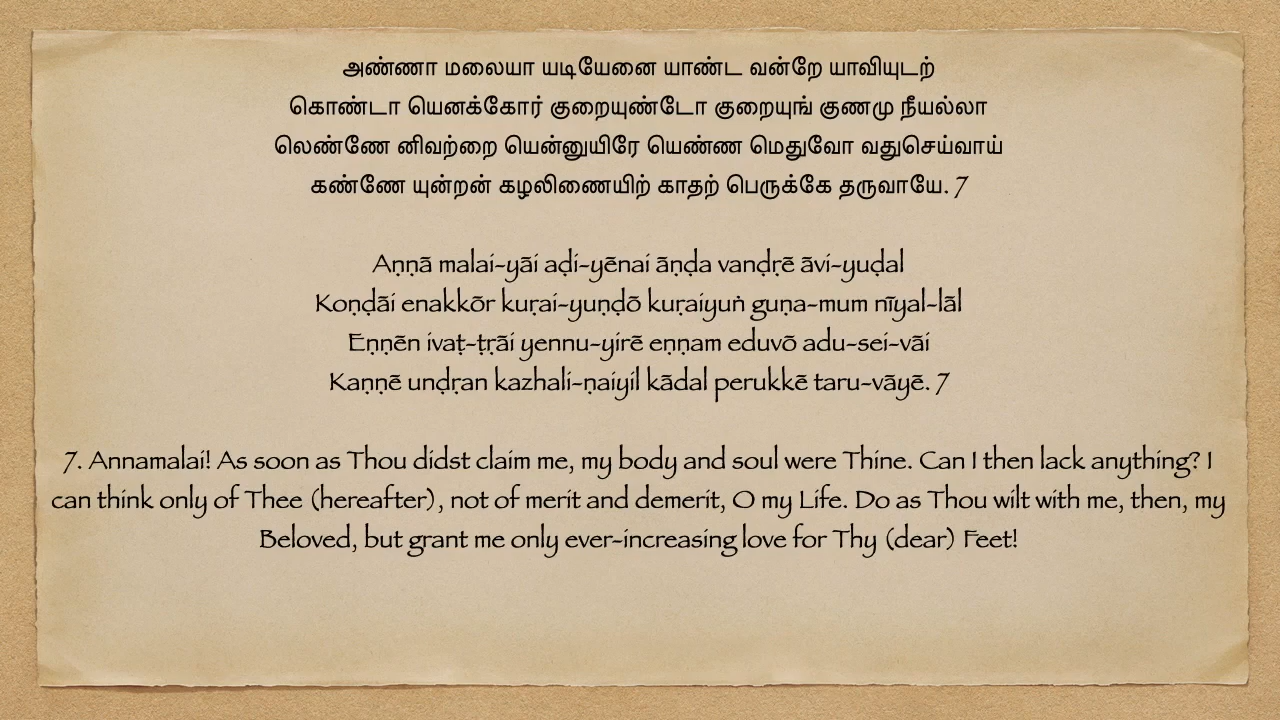 அண்ணா மலையா யடியேனை யாண்ட வன்றே யாவியுடற்
கொண்டா யெனக்கோர் குறையுண்டோ குறையுங் குணமு நீயல்லா
லெண்ணே னிவற்றை யென்னுயிரே யெண்ண மெதுவோ வதுசெய்வாய்
கண்ணே யுன்றன் கழலிணையிற் காதற் பெருக்கே தருவாயே. 7
Aṇṇā malai-yāi aḍi-yēnai āṇḍa vanḍṛē āvi-yuḍal
Koṇḍāi enakkōr kuṛai-yuṇḍō kuṛaiyuṅ guṇa-mum nīyal-lāl
Eṇṇēn ivaṭ-ṭṛāi yennu-yirē eṇṇam eduvō adu-sei-vāi
Kaṇṇē unḍṛan kazhali-ṇaiyil kādal perukkē taru-vāyē. 7
7. Annamalai! As soon as Thou didst claim me, my body and soul were Thine. Can I then lack anything? I
can think only of Thee (hereafter), not of merit and demerit, O my Life. Do as Thou wilt with me, then, my
Beloved, but grant me only ever-increasing love for Thy (dear) Feet!